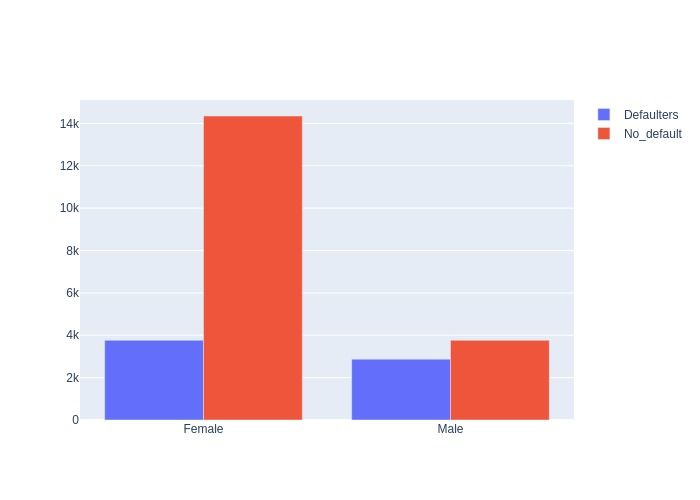 14k
12k
10k
8k
6k
4k
2k
0
Female
Male
Defaulters
No_default